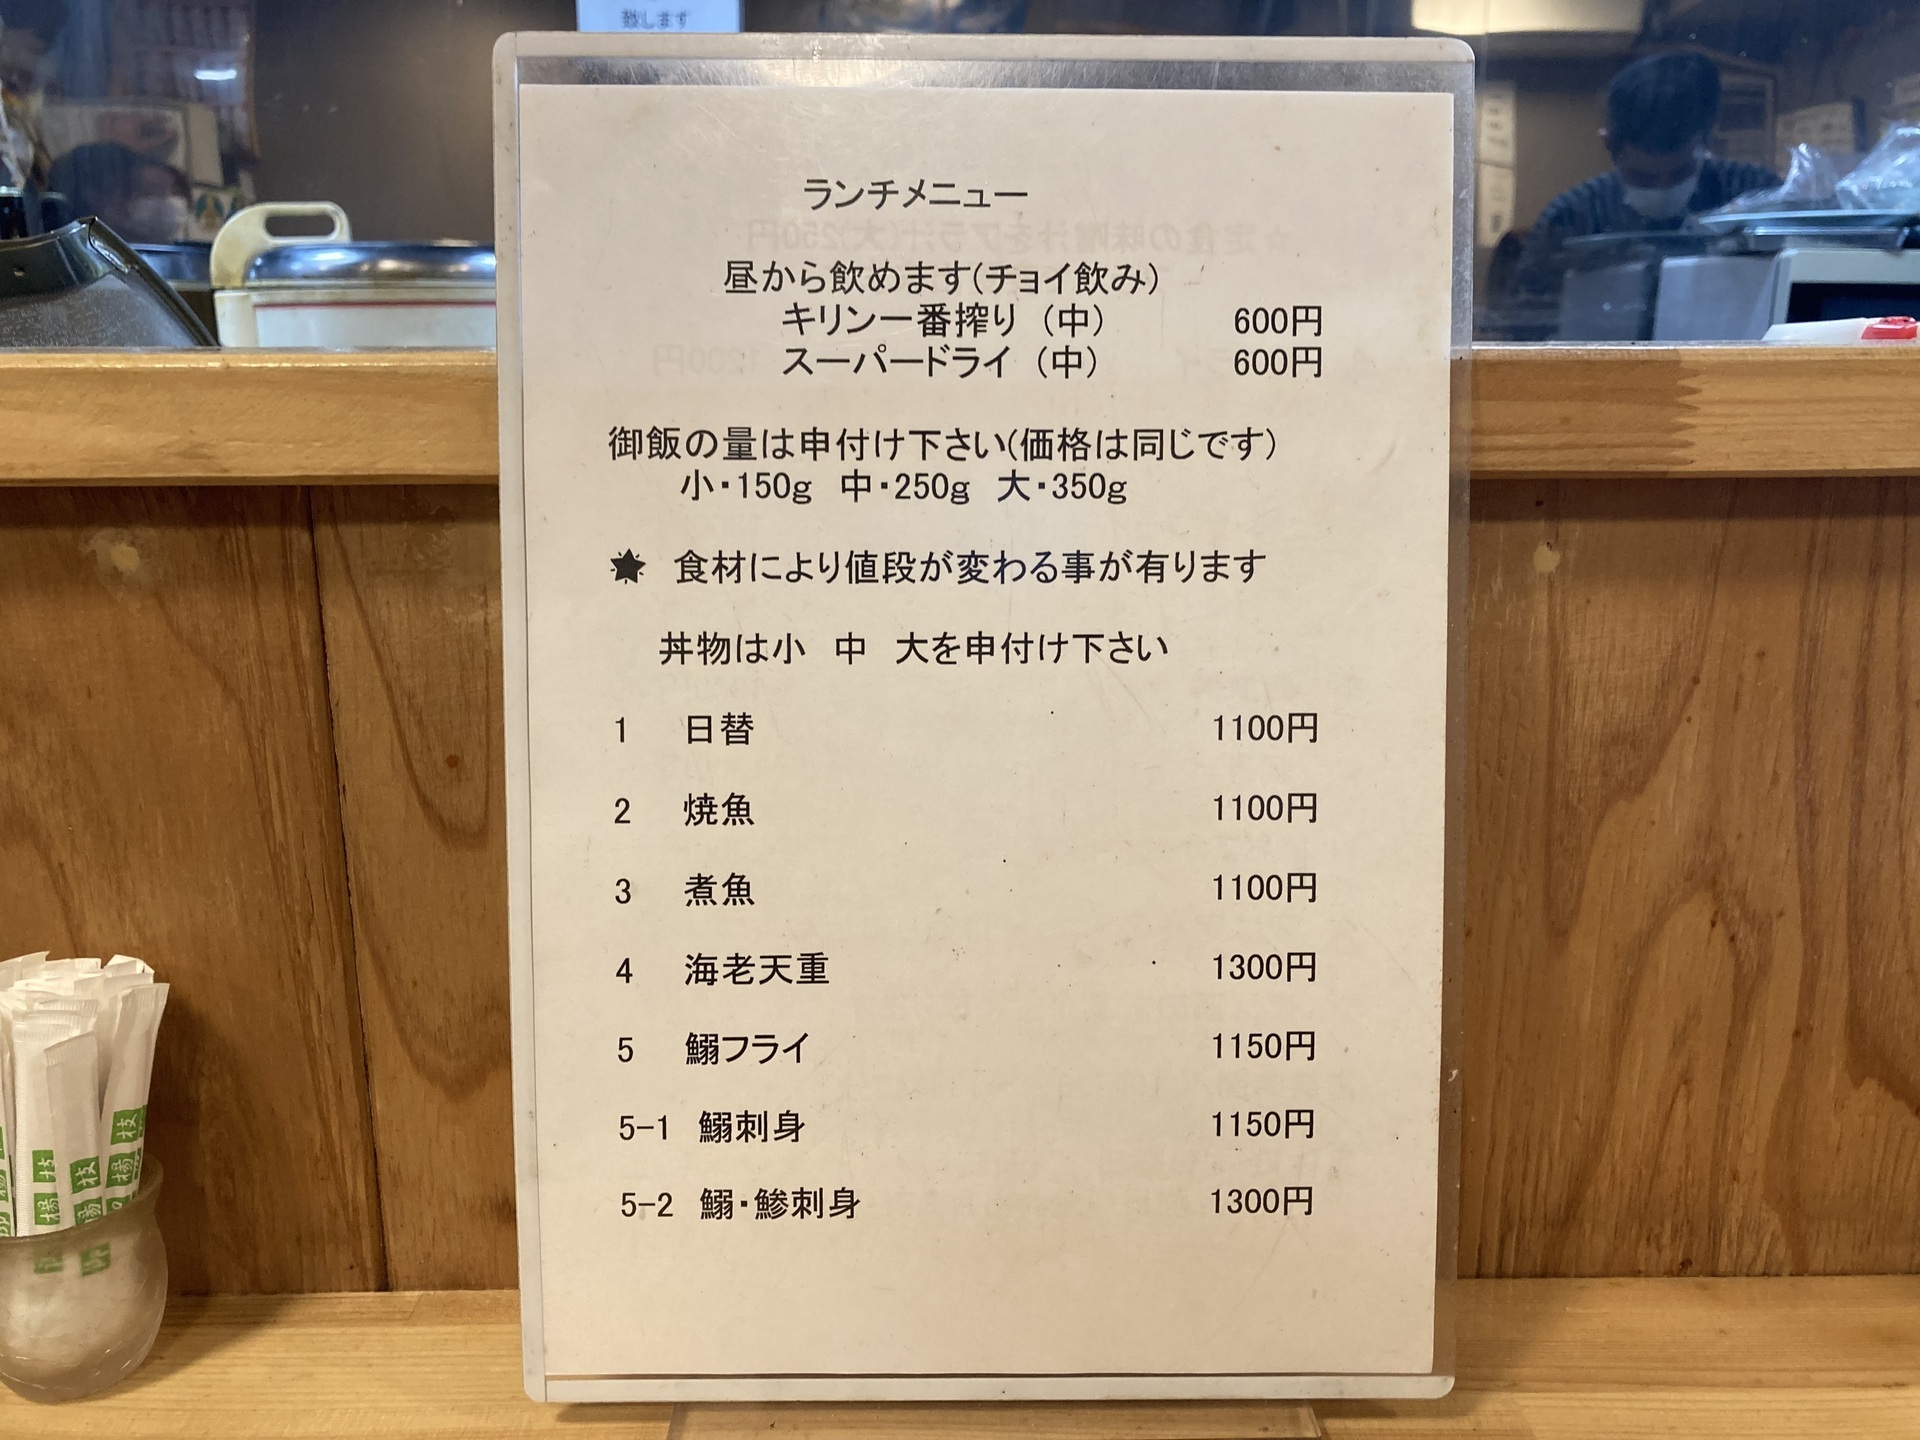 致します
ランチメニュー
昼から飲めます(チョイ飲み)
キリン一番搾り（中） 600円
スーパードライ（中） 600円
御飯の量は申付け下さい(価格は同じです)
小・150g 中・250g 大・350g
★ 食材により値段が変わる事が有ります
丼物は小 中 大を申付け下さい
1 日替 1100円
2 焼魚 1100円
3 煮魚 1100円
4 海老天重 1300円
5 鰯フライ 1150円
5-1 鰯刺身 1150円
5-2 鰯・鯵刺身 1300円